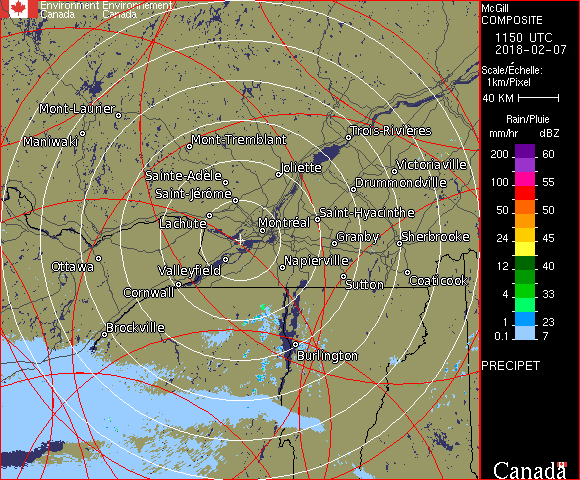 Environment Environnement
Canada Canada
McGill
COMPOSITE
1150 UTC
2018-02-07
Scale/Échelle:
1km/Pixel
40 KM
Rain/Pluie
mm/hr dBZ
200 60
55
100 55
50 50
24 45
12 40
4 33
1 23
0.1 7
PRECIPET
Mont-Laurier
Maniwaki
Mont-Tremblant
Trois-Rivières
Sainte-Adèle
Joliette
Victoriaville
Saint-Jérôme
Drummondville
Lachute
Montréal
Saint-Hyacinthe
Granby
Sherbrooke
Ottawa
Valleyfield
Napierville
Cornwall
Sutton
Coaticook
Brockville
Burlington
Canada